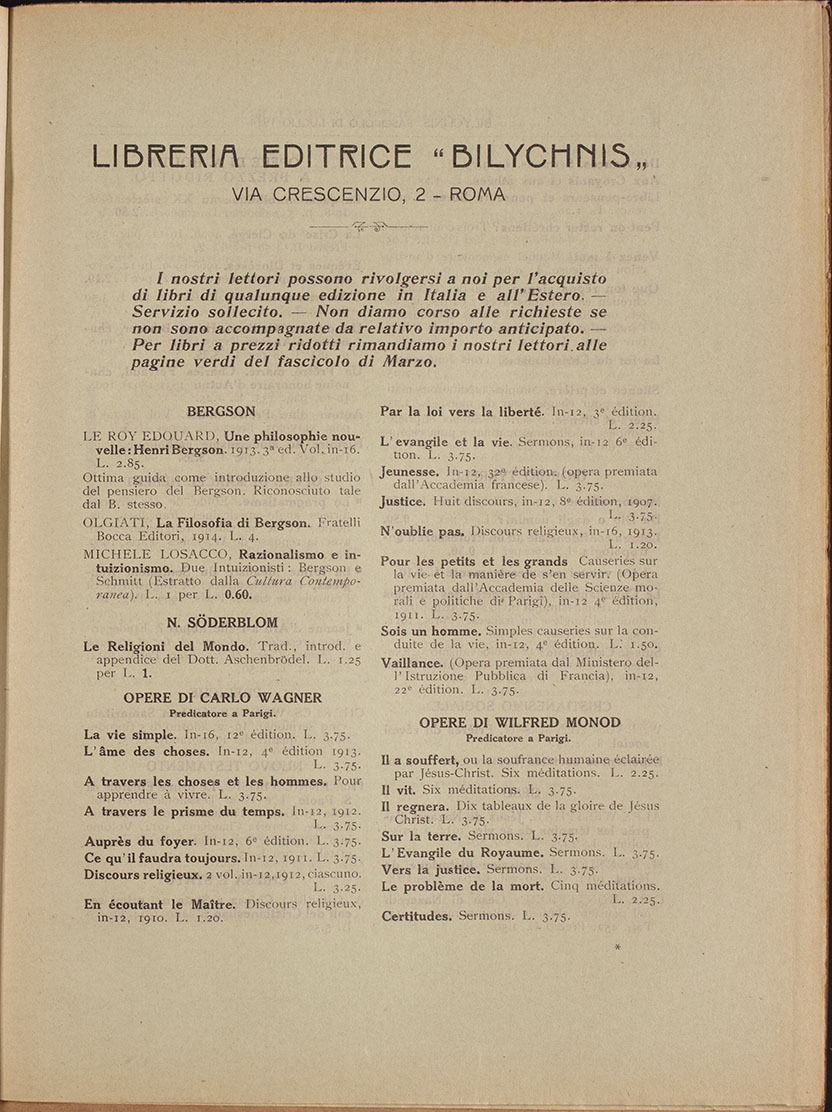 LIBRERIA EDITRICE “BILYCHNIS„
VIA CRESCENZIO, 2 - ROMA
I nostri lettori possono rivolgersi a noi per l'acquisto
di libri di qualunque edizione in Italia e all'Estero. —
Servizio sollecito. — Non diamo corso alle richieste se
non sono accompagnate da relativo importo anticipato. —
Per libri a prezzi ridotti rimandiamo i nostri lettori alle
pagine verdi del fascicolo di Marzo.
BERGSON
LE ROY EDOUARD, Une philosophie nou-
velle: Henri Bergson. 1913. 3ª ed. Vol. in-16.
L. 2.85.
Ottima guida come introduzione allo studio
del pensiero del Bergson. Riconosciuto tale
dal B. stesso
OLGIATI, La Filosofia di Bergson. Fratelli
Bocca Editori, 1914. L. 4.
MICHELE LOSACCO, Razionalismo e in-
tuizionismo. Due Intuizionisti: Bergson e
Schmitt (Estratto dalla Cultura Contempo-
ranea). L. 1 per L. 0.60.
N. SÖDERBLOM
Le Religioni del Mondo. Trad., introd. e
appendice del Dott. Aschenbrödel. L. 1.25
per L. 1.
OPERE DI CARLO WAGNER
Predicatore a Parigi.
La vie simple. In-16, 12e édition. L. 3.75.
L'âme des choses. In-12, 4e édition 1913.
L. 3.75.
A travers les choses et les hommes. Pour
apprendre à vivre. L. 3.75.
A travers le prisme du temps. In-12, 1912.
L. 3.75.
Auprès du foyer. In-12, 6e édition. L. 3.75.
Ce qu'il faudra toujours. In-12, 1911. L. 3.75.
Discours religieux. 2 vol. in-12, 1912, ciascuno.
L. 3.25.
En écoutant le Maître. Discours religieux,
in-12, 1910. L. 1.20.
Par la loi vers la liberté. In-12, 3e édition.
L. 2.25.
L'evangile et la vie. Sermons, in-12 6e édi-
tion. L. 3.75.
Jeunesse. In-12, 32e édition. (opera premiata
dall'Accademia francese). L. 3.75.
Justice. Huit discours, in-12, 8e édition, 1907.
L. 3.75.
N'oublie pas. Discours religieux, in-16, 1913.
L. 1.20.
Pour les petits et les grands Causeries sur
la vie et la manière de s'en servir. (Opera
premiata dall'Accademia delle Scienze mo-
rali e politiche di Parigi), in-12 4e édition,
1911. L. 3.75.
Sois un homme. Simples causeries sur la con-
duite de la vie, in-12, 4e édition. L. 1.50.
Vaillance. (Opera premiata dal Ministero del-
l'Istruzione Pubblica di Francia), in-12,
22e édition. L. 3.75.
OPERE DI WILFRED MONOD
Predicatore a Parigi.
Il a souffert, ou la soufrance humaine éclairée
par Jésus-Christ. Six méditations. L. 2.25.
Il vit. Six méditations. L. 3.75.
Il regnera. Dix tableaux de la gloire de Jésus
Christ. L. 3.75.
Sur la terre. Sermons. L. 3.75.
L'Evangile du Royaume. Sermons. L. 3.75.
Vers la justice. Sermons. L. 3.75.
Le problème de la mort. Cinq méditations.
L. 2.25.
Certitudes. Sermons. L. 3.75.
*